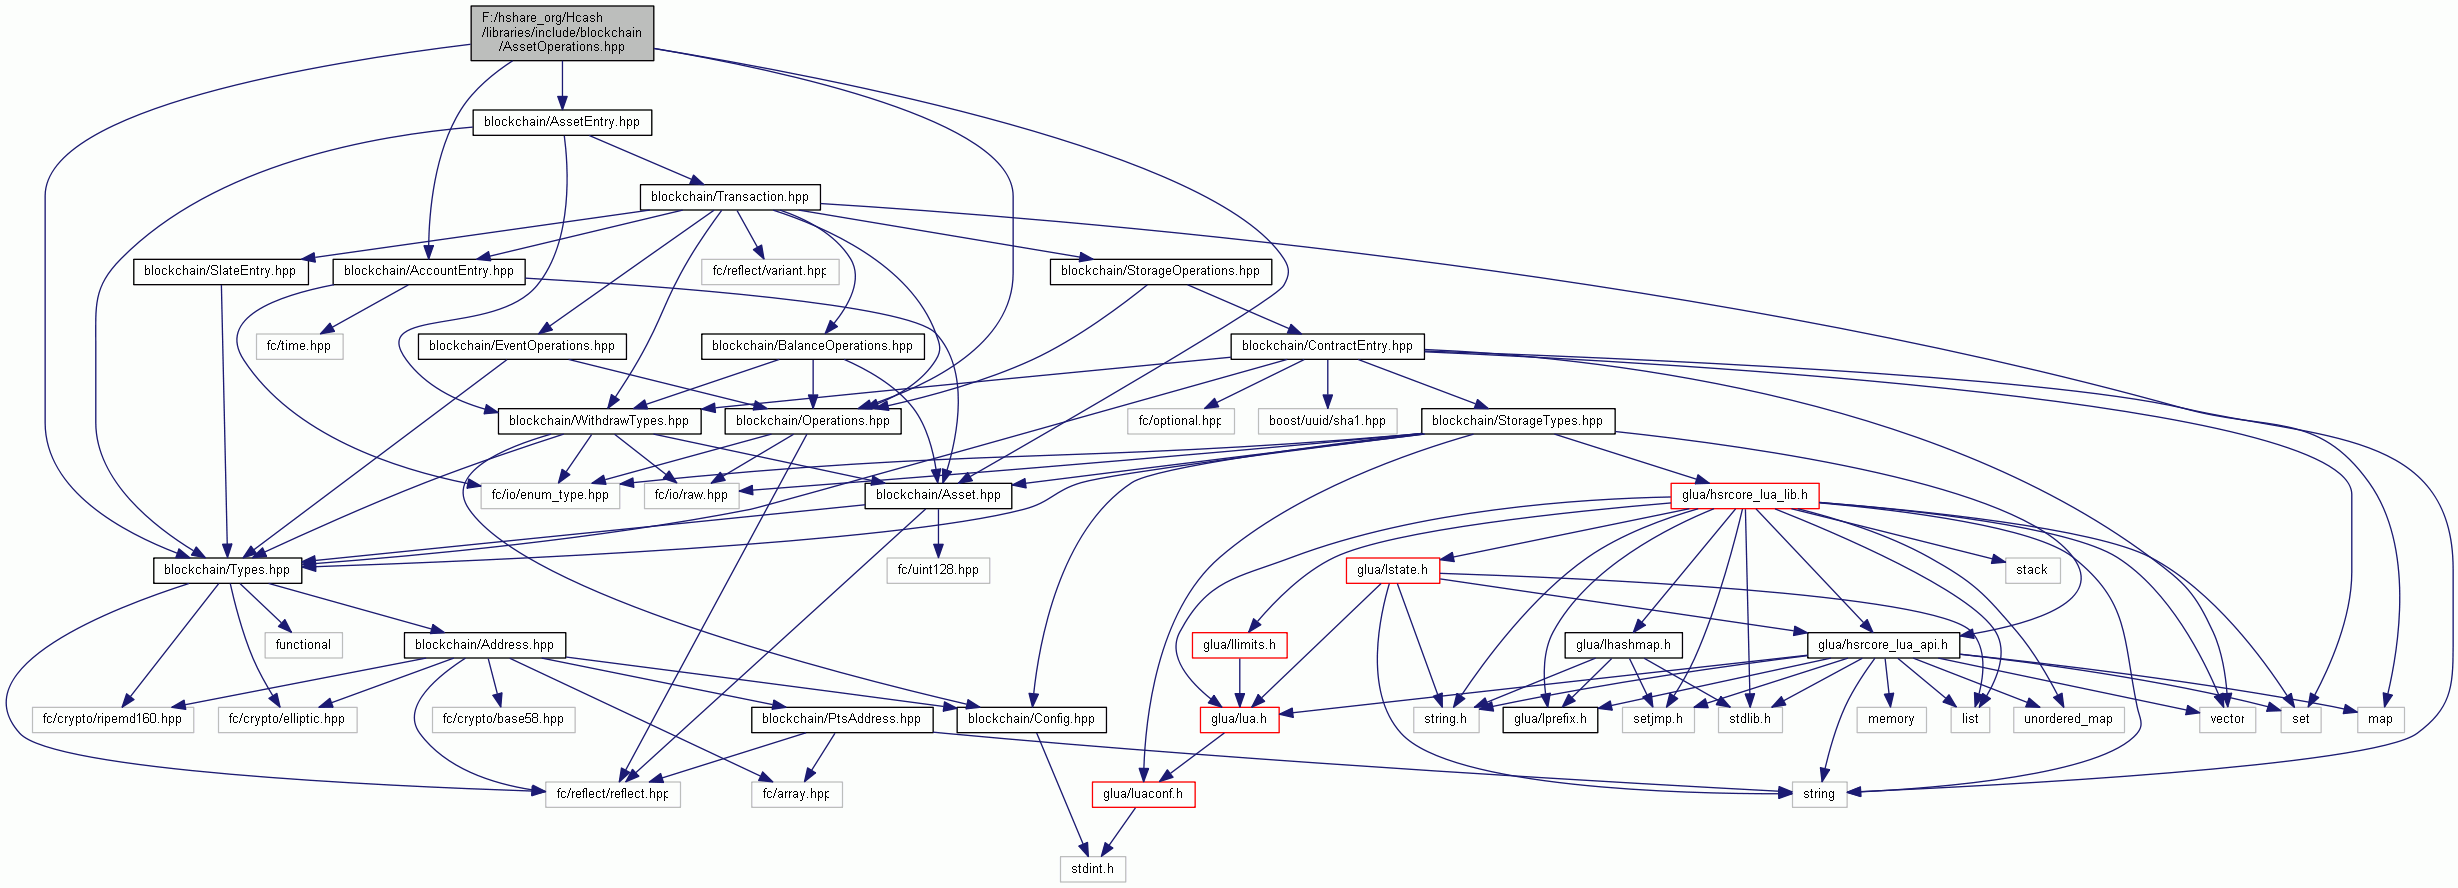 F:/hshare_org/Hcash
/libraries/include/blockchain
/AssetOperations.hpp
blockchain/AssetEntry.hpp
blockchain/Transaction.hpp
blockchain/SlateEntry.hpp
blockchain/AccountEntry.hpp
fc/reflect/variant.hpp
blockchain/StorageOperations.hpp
fc/time.hpp
blockchain/EventOperations.hpp
blockchain/BalanceOperations.hpp
blockchain/ContractEntry.hpp
blockchain/WithdrawTypes.hpp
blockchain/Operations.hpp
fc/optional.hpp
boost/uuid/sha1.hpp
blockchain/StorageTypes.hpp
fc/io/enum_type.hpp
fc/io/raw.hpp
blockchain/Asset.hpp
glua/hsrcore_lua_lib.h
blockchain/Types.hpp
fc/uint128.hpp
glua/lstate.h
stack
functional
blockchain/Address.hpp
glua/llimits.h
glua/lhashmap.h
glua/hsrcore_lua_api.h
fc/crypto/ripemd160.hpp
fc/crypto/elliptic.hpp
fc/crypto/base58.hpp
blockchain/PtsAddress.hpp
blockchain/Config.hpp
glua/lua.h
string.h
glua/lprefix.h
setjmp.h
stdlib.h
memory
list
unordered_map
vector
set
map
fc/reflect/reflect.hpp
fc/array.hpp
glua/luaconf.h
string
stdint.h